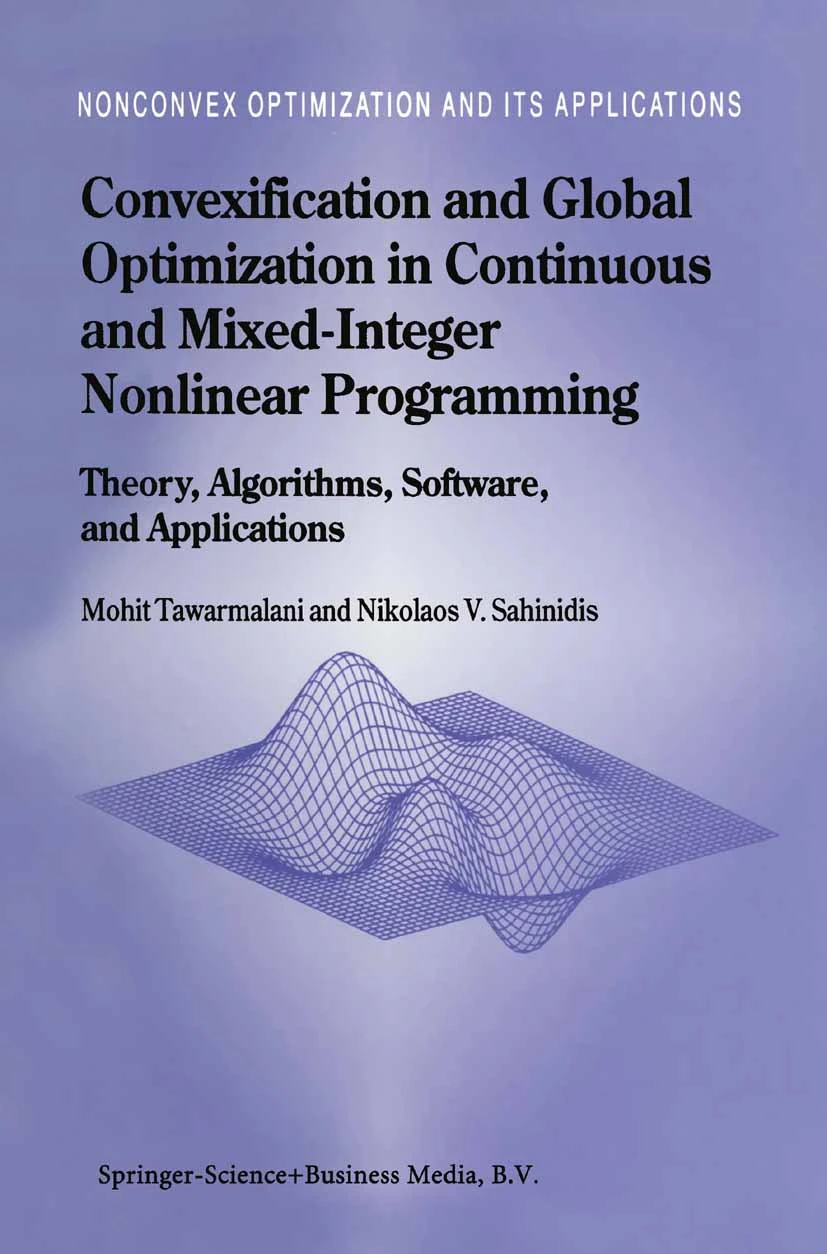 NONCONVEX OPTIMIZATION AND ITS APPLICATIONS
Convexification and Global
Optimization in Continuous
and Mixed-Integer
Nonlinear Programming
Theory, Algorithms, Software,
and Applications
Mohit Tawarmalani and Nikolaos V. Sahinidis
Springer-Science+Business Media, B.V.